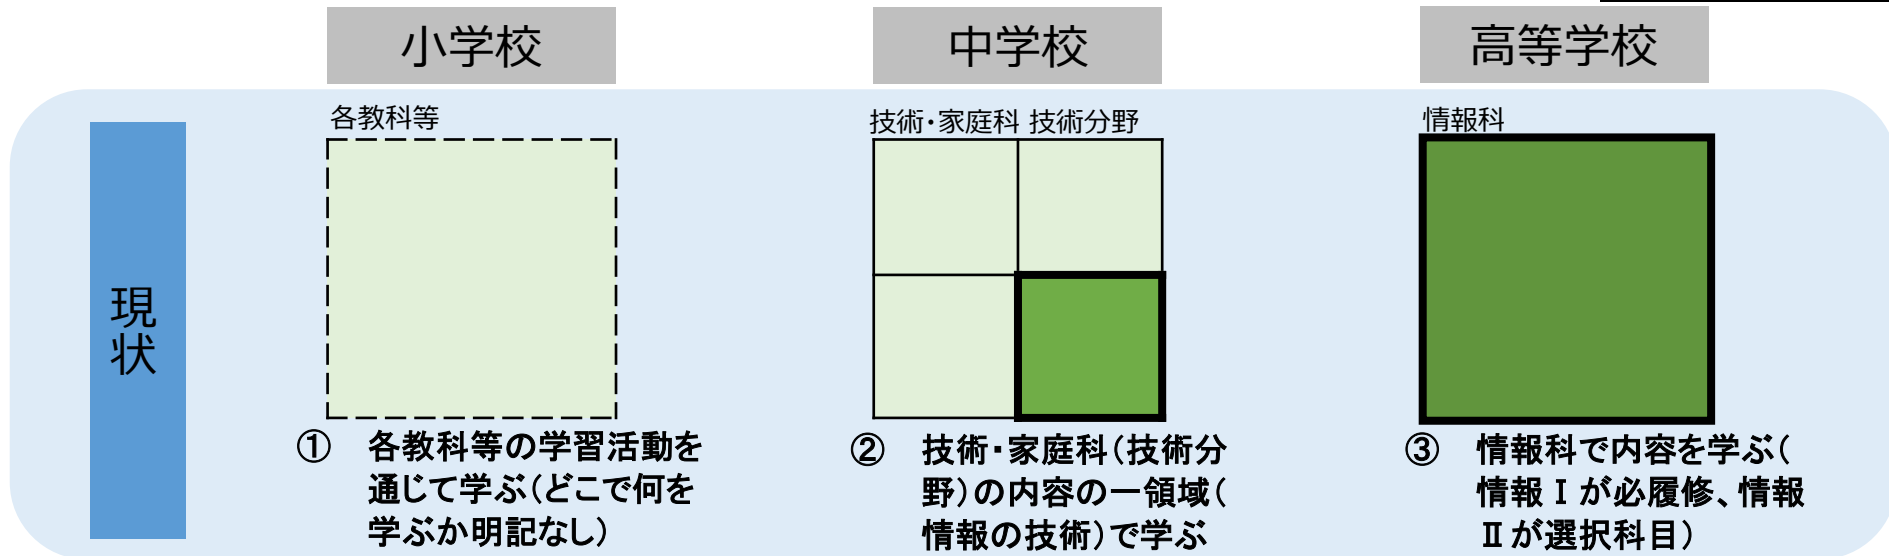 小学校
中学校
高等学校
現状
各教科等
技術・家庭科 技術分野
情報科
① 各教科等の学習活動を
通じて学ぶ(どこで何を
学ぶか明記なし)
② 技術・家庭科(技術分
野)の内容の一領域(
情報の技術)で学ぶ
③ 情報科で内容を学ぶ(
情報Ⅰが必履修、情報
Ⅱが選択科目)